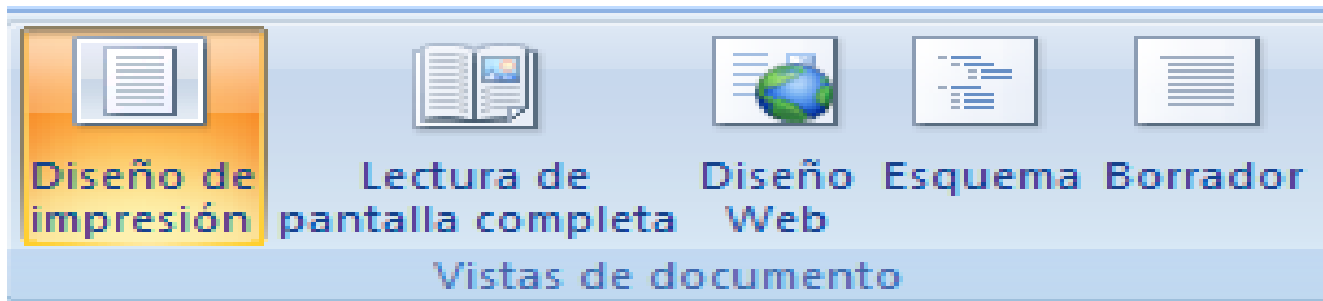 Diseño de
impresión
Lectura de
pantalla completa
Diseño
Web
Esquema
Borrador
Vistas de documento